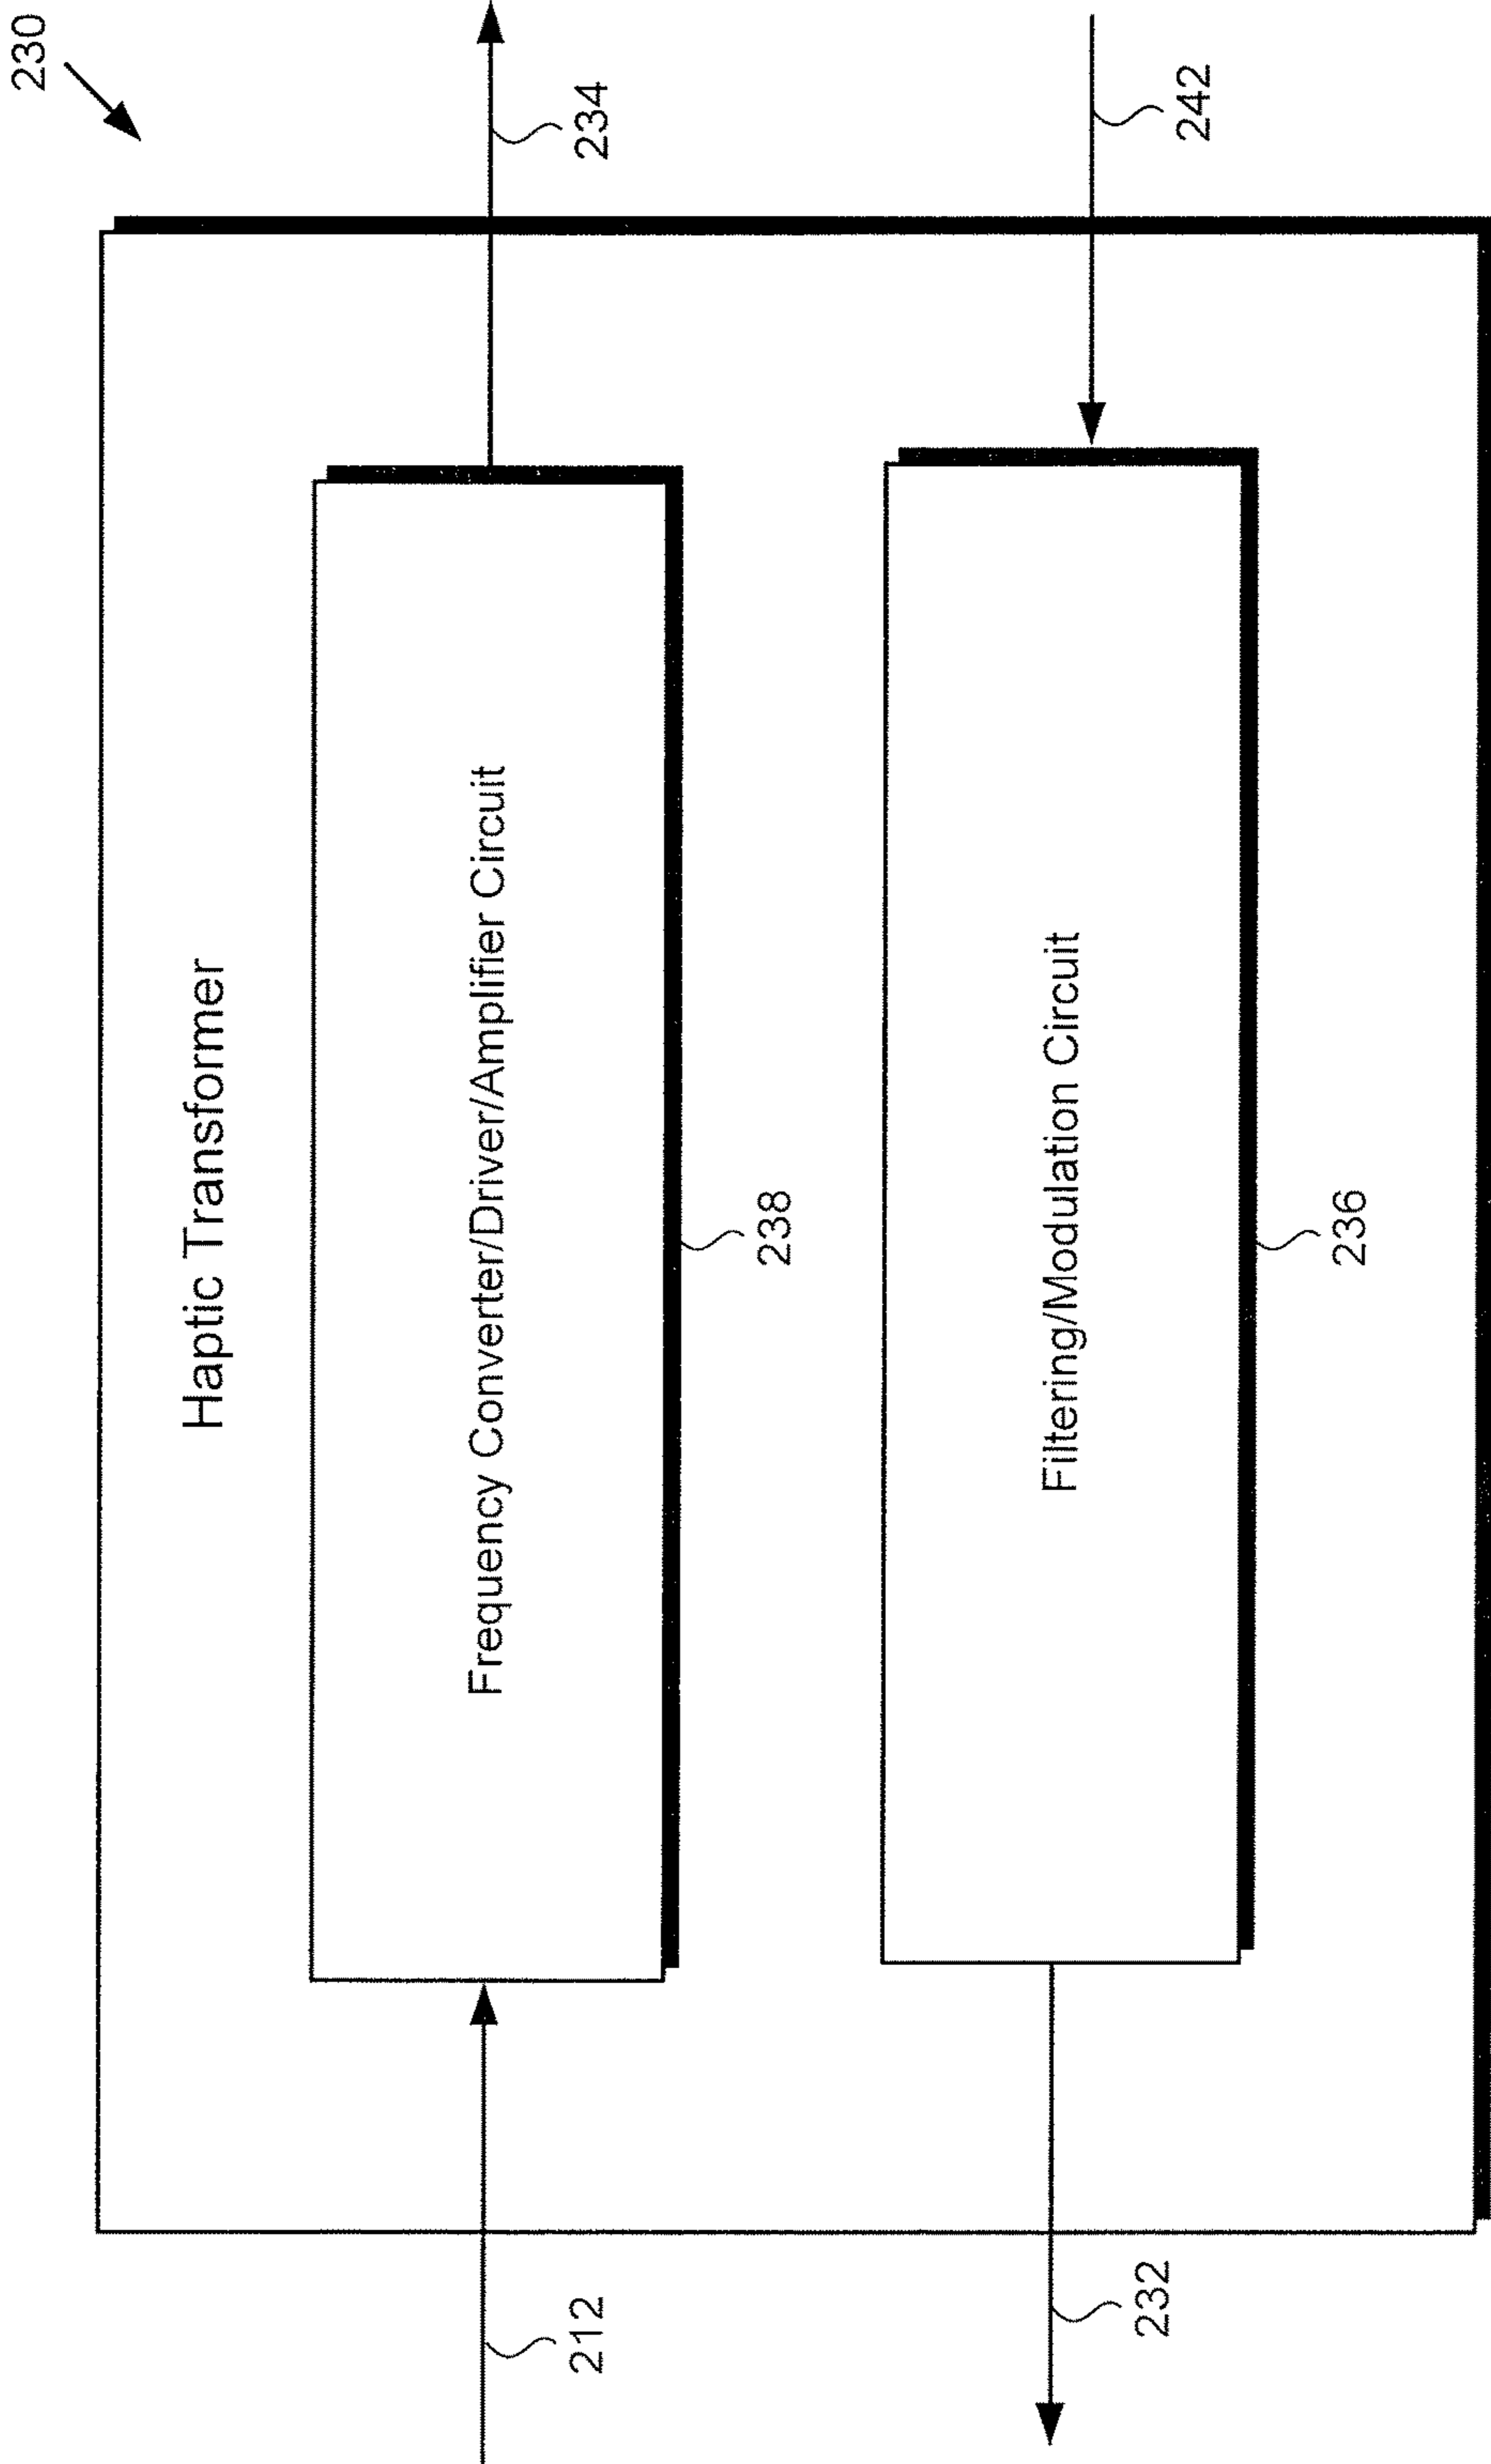 230
Haptic Transformer
212
Frequency Converter/Driver/Amplifier Circuit
234
238
232
Filtering/Modulation Circuit
242
236